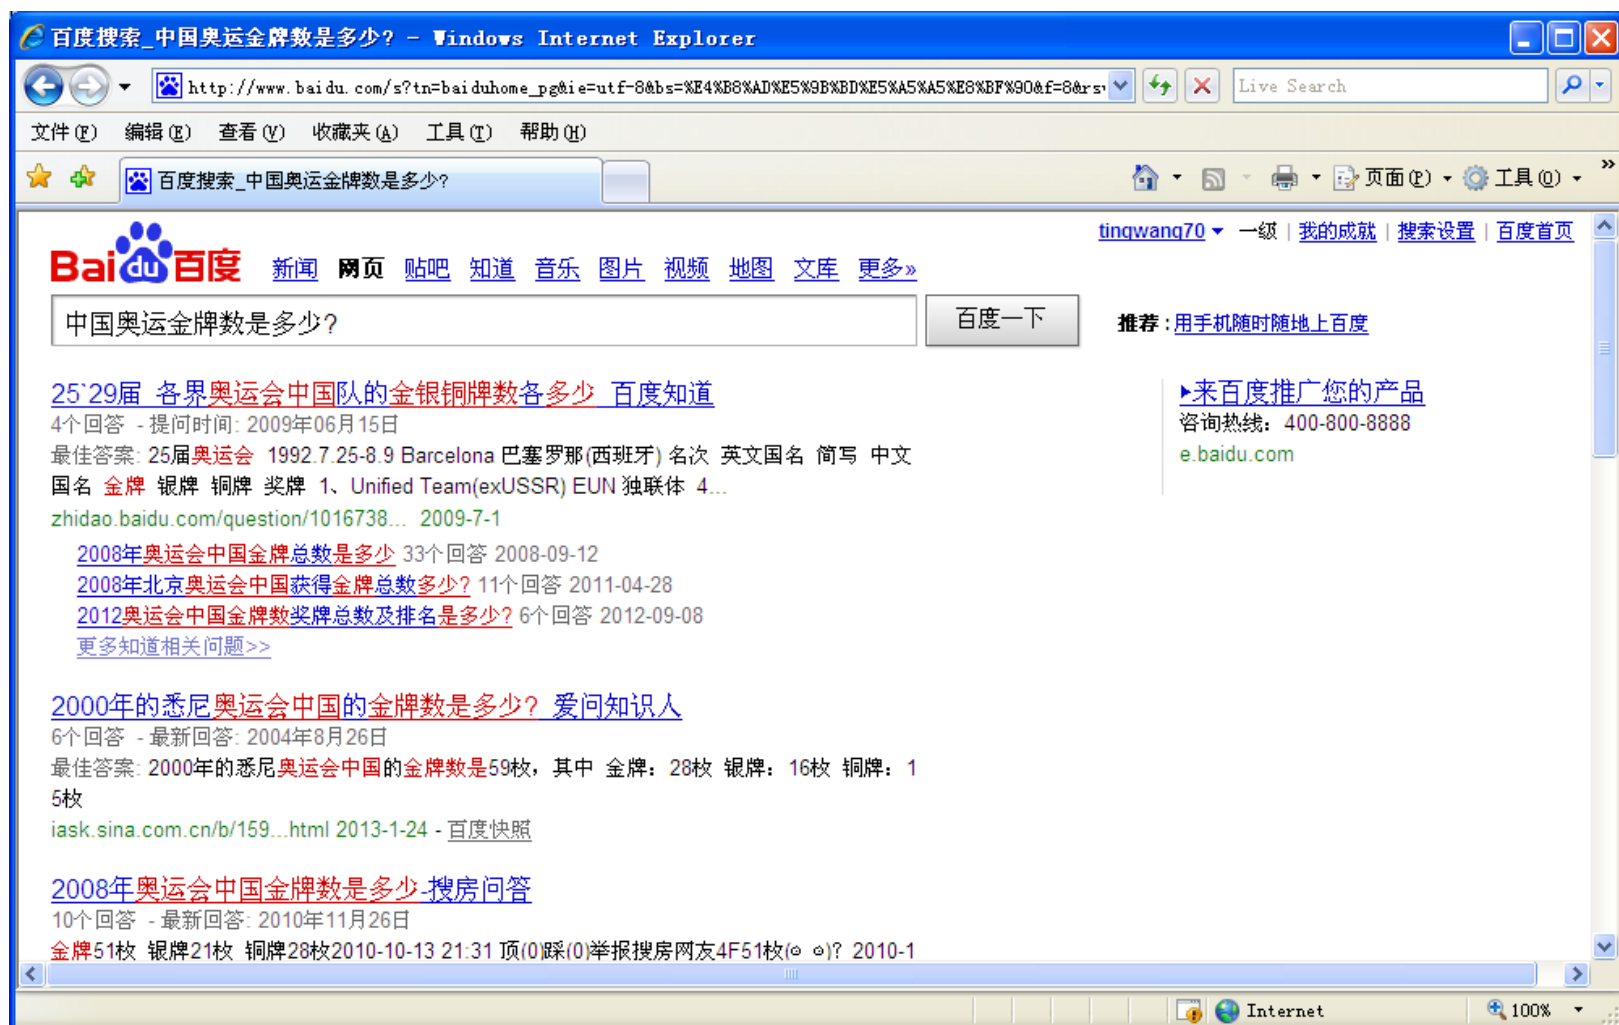 百度搜索_中国奥运金牌数是多少? - Windows Internet Explorer
http://www.baidu.com/s?tn=baiduhome_pg&ie=utf-8&bs=%E4%B8%AD%E5%9B%BD%E5%A5%A5%E8%BF%90&f=8&rs
Live Search
文件(F) 编辑(E) 查看(V) 收藏夹(A) 工具(T) 帮助(H)
百度搜索_中国奥运金牌数是多少?
页面(P) 工具(O) »
tingwang70 一级 | 我的成就 | 搜索设置 | 百度首页
Bai du 百度 新闻 网页 贴吧 知道 音乐 图片 视频 地图 文库 更多»
中国奥运金牌数是多少? 百度一下 推荐:用手机随时随地上百度
25`29届 各界奥运会中国队的金银铜牌数各多少_百度知道
4个回答 - 提问时间: 2009年06月15日
最佳答案: 25届奥运会 1992.7.25-8.9 Barcelona 巴塞罗那(西班牙) 名次 英文国名 简写 中文
国名 金牌 银牌 铜牌 奖牌 1、Unified Team(exUSSR) EUN 独联体 4...
zhidao.baidu.com/question/1016738... 2009-7-1
2008年奥运会中国金牌总数是多少 33个回答 2008-09-12
2008年北京奥运会中国获得金牌总数多少? 11个回答 2011-04-28
2012奥运会中国金牌数奖牌总数及排名是多少? 6个回答 2012-09-08
更多知道相关问题>>
2000年的悉尼奥运会中国的金牌数是多少?_爱问知识人
6个回答 - 最新回答: 2004年8月26日
最佳答案: 2000年的悉尼奥运会中国的金牌数是59枚，其中 金牌：28枚 银牌：16枚 铜牌：1
5枚
iask.sina.com.cn/b/159...html 2013-1-24 - 百度快照
2008年奥运会中国金牌数是多少-搜房问答
10个回答 - 最新回答: 2010年11月26日
金牌51枚 银牌21枚 铜牌28枚2010-10-13 21:31 顶(0)踩(0)举报搜房网友4F51枚(⊙ ⊙)? 2010-1
来百度推广您的产品
咨询热线：400-800-8888
e.baidu.com
Internet 100%